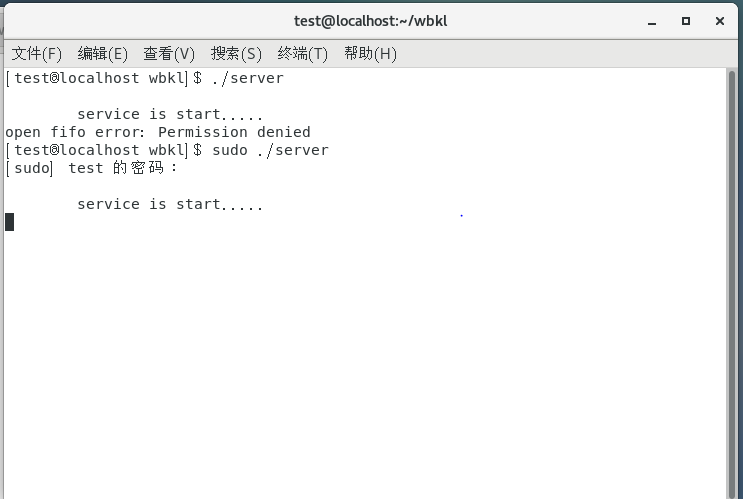 test@localhost:~/wbkl
文件(F) 编辑(E) 查看(V) 搜索(S) 终端(T) 帮助(H)
[test@localhost wbkl]$ ./server
service is start.....
open fifo error: Permission denied
[test@localhost wbkl]$ sudo ./server
[sudo] test 的密码：
service is start.....